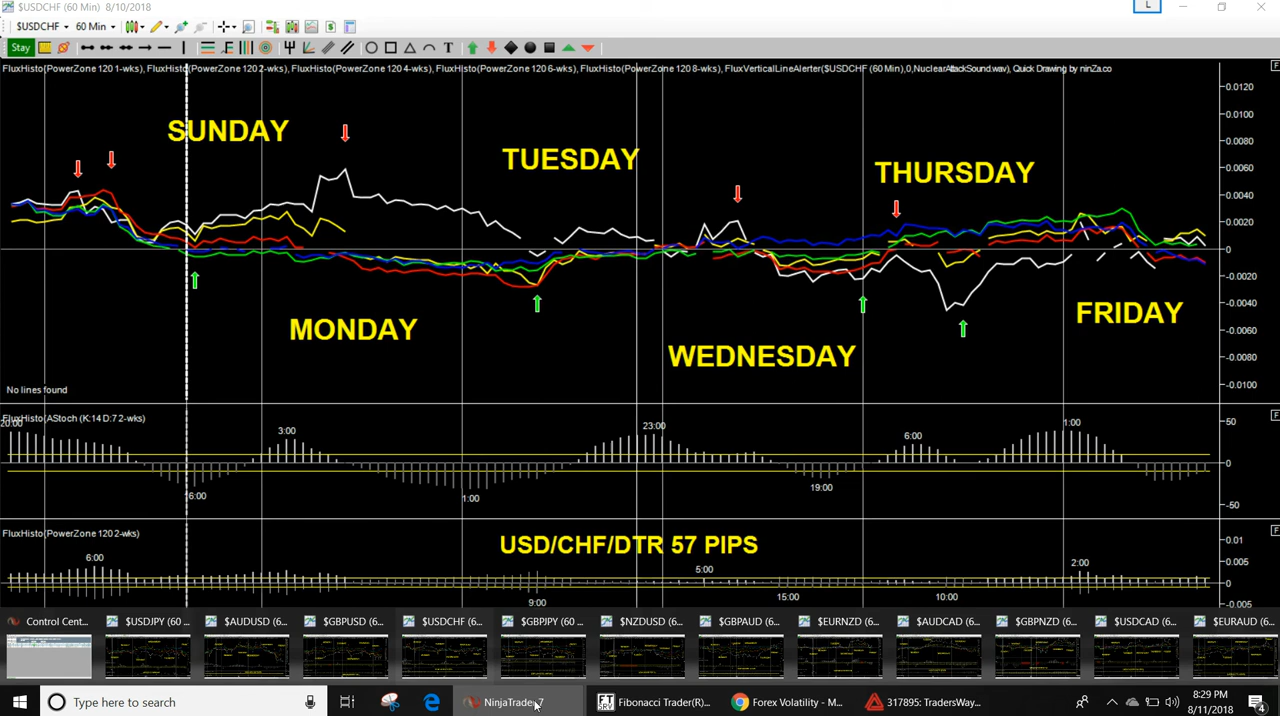 $USDCHF (60 Min) 8/10/2018
L
$USDCHF 60 Min
Stay
T
FluxHisto(PowerZone 120 1-wks), FluxHisto(PowerZone 120 2-wks), FluxHisto(PowerZone 120 4-wks), FluxHisto(PowerZone 120 6-wks), FluxHisto(PowerZone 120 8-wks), FluxVerticalLineAlerter($USDCHF (60 Min),0,NuclearAttackSound.wav), Quick Drawing by ninZa.co
F
0.0120
0.0100
SUNDAY
0.0080
TUESDAY
THURSDAY
0.0060
0.0040
0.0020
0
-0.0020
-0.0040
MONDAY
FRIDAY
-0.0060
WEDNESDAY
-0.0080
-0.0100
No lines found
FluxHisto(AStoch (K:14 D:7 2-wks)
F
20:00
3:00
23:00
6:00
1:00
50
0
16:00
1:00
19:00
-50
FluxHisto(PowerZone 120 2-wks)
F
USD/CHF/DTR 57 PIPS
0.01
6:00
5:00
2:00
0.005
0
9:00
15:00
10:00
-0.005
Control Cent...
$USDJPY (60 ...
$AUDUSD (6...
$GBPUSD (6...
$USDCHF (6...
$GBPJPY (60 ...
$NZDUSD (6...
$GBPAUD (6...
$EURNZD (6...
$AUDCAD (6...
$GBPNZD (6...
$USDCAD (6...
$EURAUD (6...
Type here to search
NinjaTrader 7
FT SRV
Fibonacci Trader(R)...
Forex Volatility - M...
317895: TradersWay...
8:29 PM
8/11/2018
4